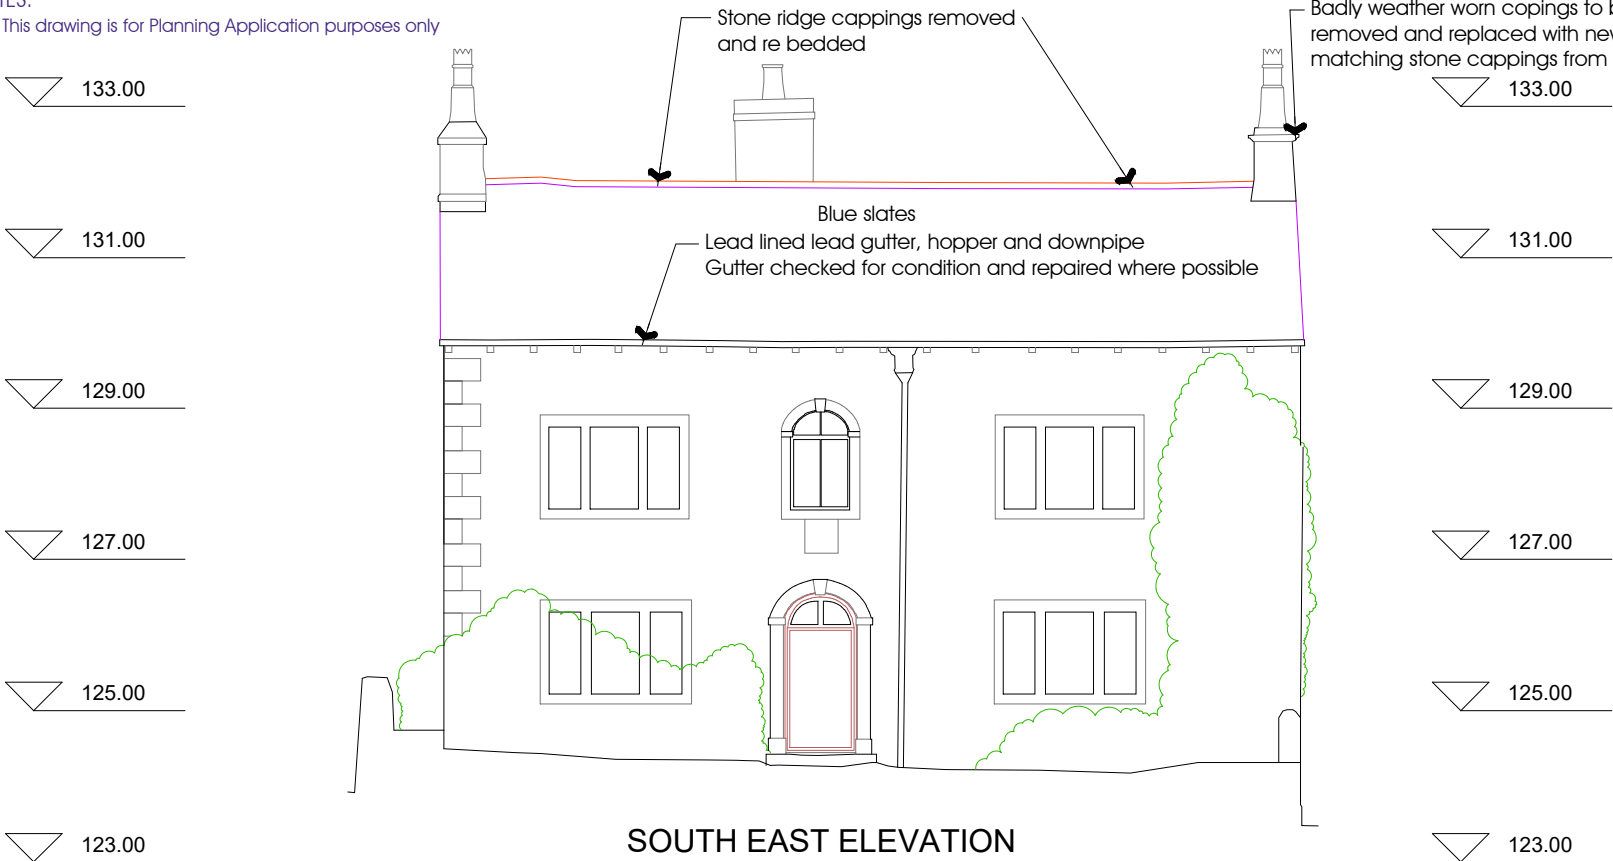 This drawing is for Planning Application purposes only
Stone ridge cappings removed
and re bedded
Badly weather worn copings to
removed and replaced with
matching stone cappings from
133.00
133.00
Blue slates
131.00
131.00
Lead lined lead gutter, hopper and downpipe
Gutter checked for condition and repaired where possible
129.00
129.00
127.00
127.00
125.00
125.00
123.00
123.00
SOUTH EAST ELEVATION